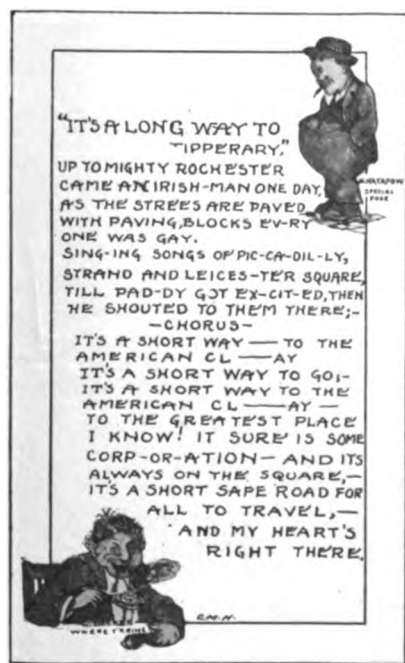 "IT'S A LONG WAY TO
TIPPERARY,"
UP TO MIGHTY ROCHESTER
CAME AN IRISH-MAN ONE DAY,
AS THE STREETS ARE PAVED
WITH PAVING, BLOCKS EV-RY
ONE WAS GAY.
SING-ING SONGS OF PIC-CA-DIL-LY,
STRAND AND LEICES-TER SQUARE,
TILL PAD-DY GOT EX-CIT-ED, THEN
HE SHOUTED TO THEM THERE;-
-CHORUS-
IT'S A SHORT WAY — TO THE
AMERICAN CL — AY
IT'S A SHORT WAY TO GO;-
IT'S A SHORT WAY TO THE
AMERICAN CL — AY —
TO THE GREATEST PLACE
I KNOW! IT SURE IS SOME
CORP-OR-ATION — AND ITS
ALWAYS ON THE SQUARE,—
IT'S A SHORT SAFE ROAD FOR
ALL TO TRAVEL,—
AND MY HEART'S
RIGHT THERE.
SPECIAL
POSE
C.M.H.